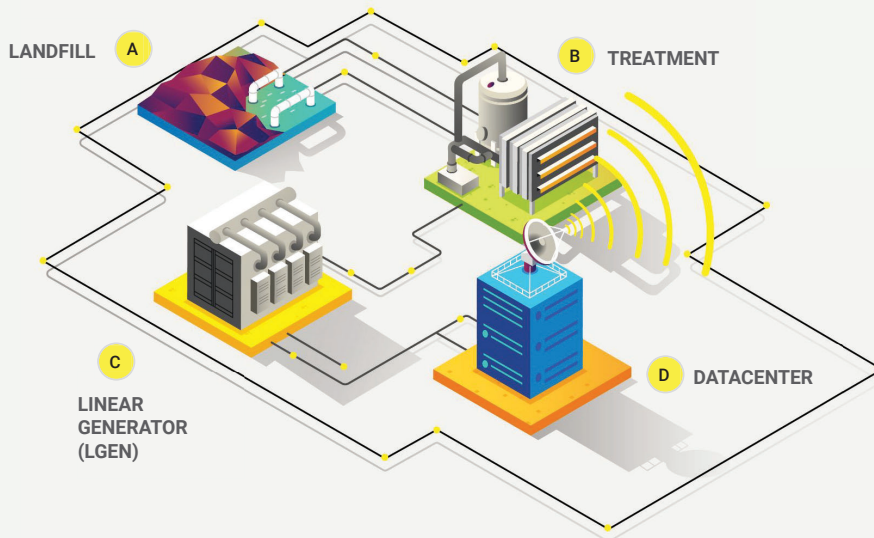 LANDFILL A
B TREATMENT
C
LINEAR
GENERATOR
(LGEN)
D DATACENTER